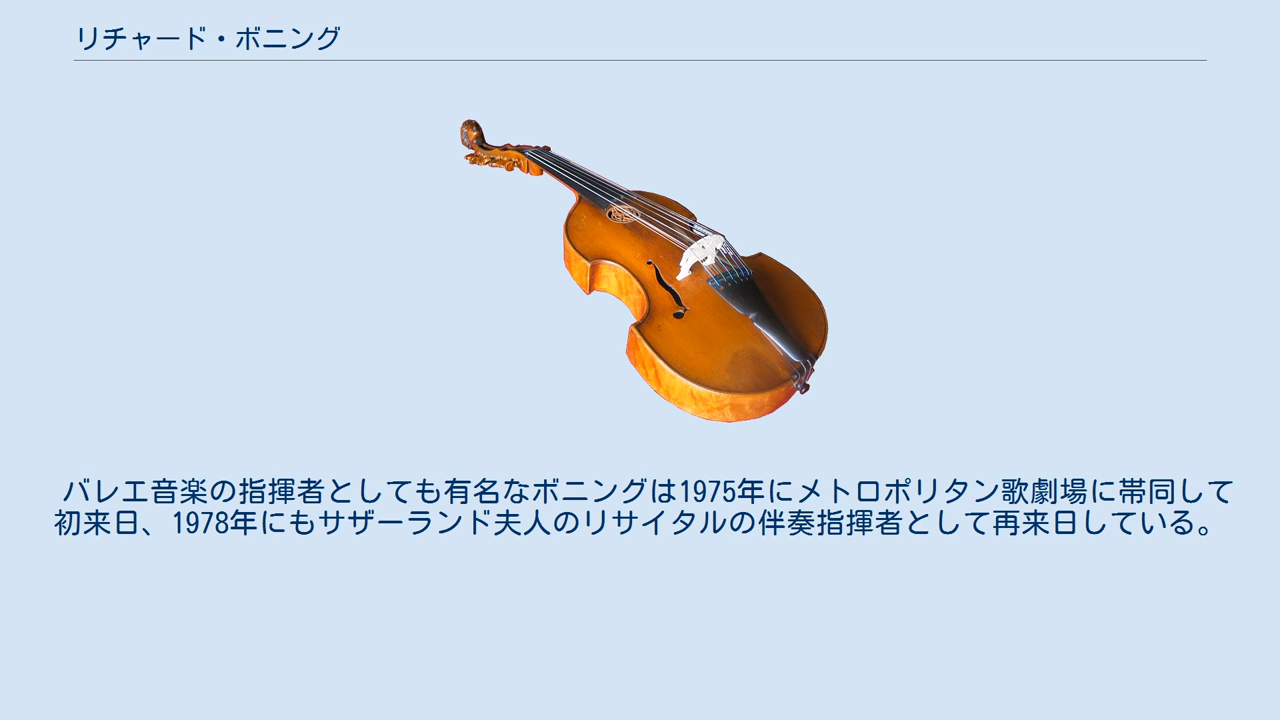 リチャード・ボニング
バレエ音楽の指揮者としても有名なボニングは1975年にメトロポリタン歌劇場に帯同して
初来日、1978年にもサザーランド夫人のリサイタルの伴奏指揮者として再来日している。